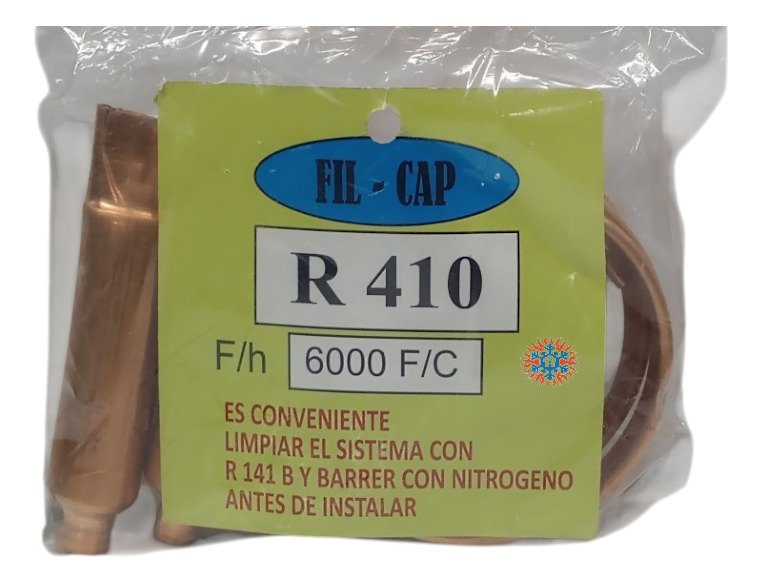 FIL - CAP
R 410
F/h 6000 F/C
ES CONVENIENTE
LIMPIAR EL SISTEMA CON
R 141 B Y BARRER CON NITROGENO
ANTES DE INSTALAR